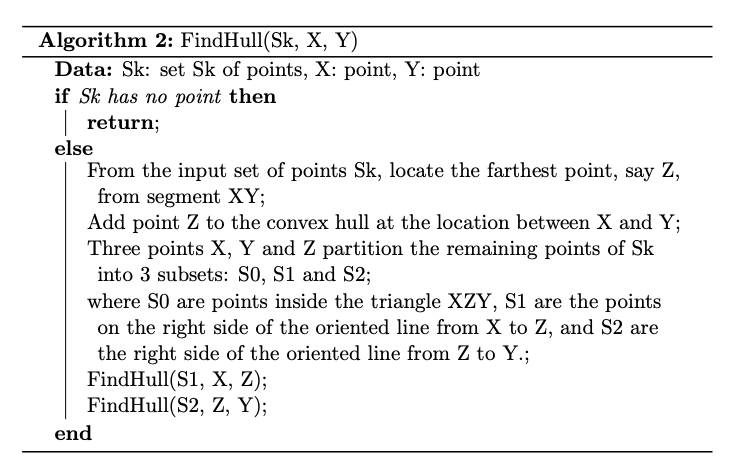 Algorithm 2: FindHull(Sk, X, Y)
Data: Sk: set Sk of points, X: point, Y: point
if Sk has no point then
return;
else
From the input set of points Sk, locate the farthest point, say Z,
from segment XY;
Add point Z to the convex hull at the location between X and Y;
Three points X, Y and Z partition the remaining points of Sk
into 3 subsets: S0, S1 and S2;
where S0 are points inside the triangle XZY, S1 are the points
on the right side of the oriented line from X to Z, and S2 are
the right side of the oriented line from Z to Y.;
FindHull(S1, X, Z);
FindHull(S2, Z, Y);
end